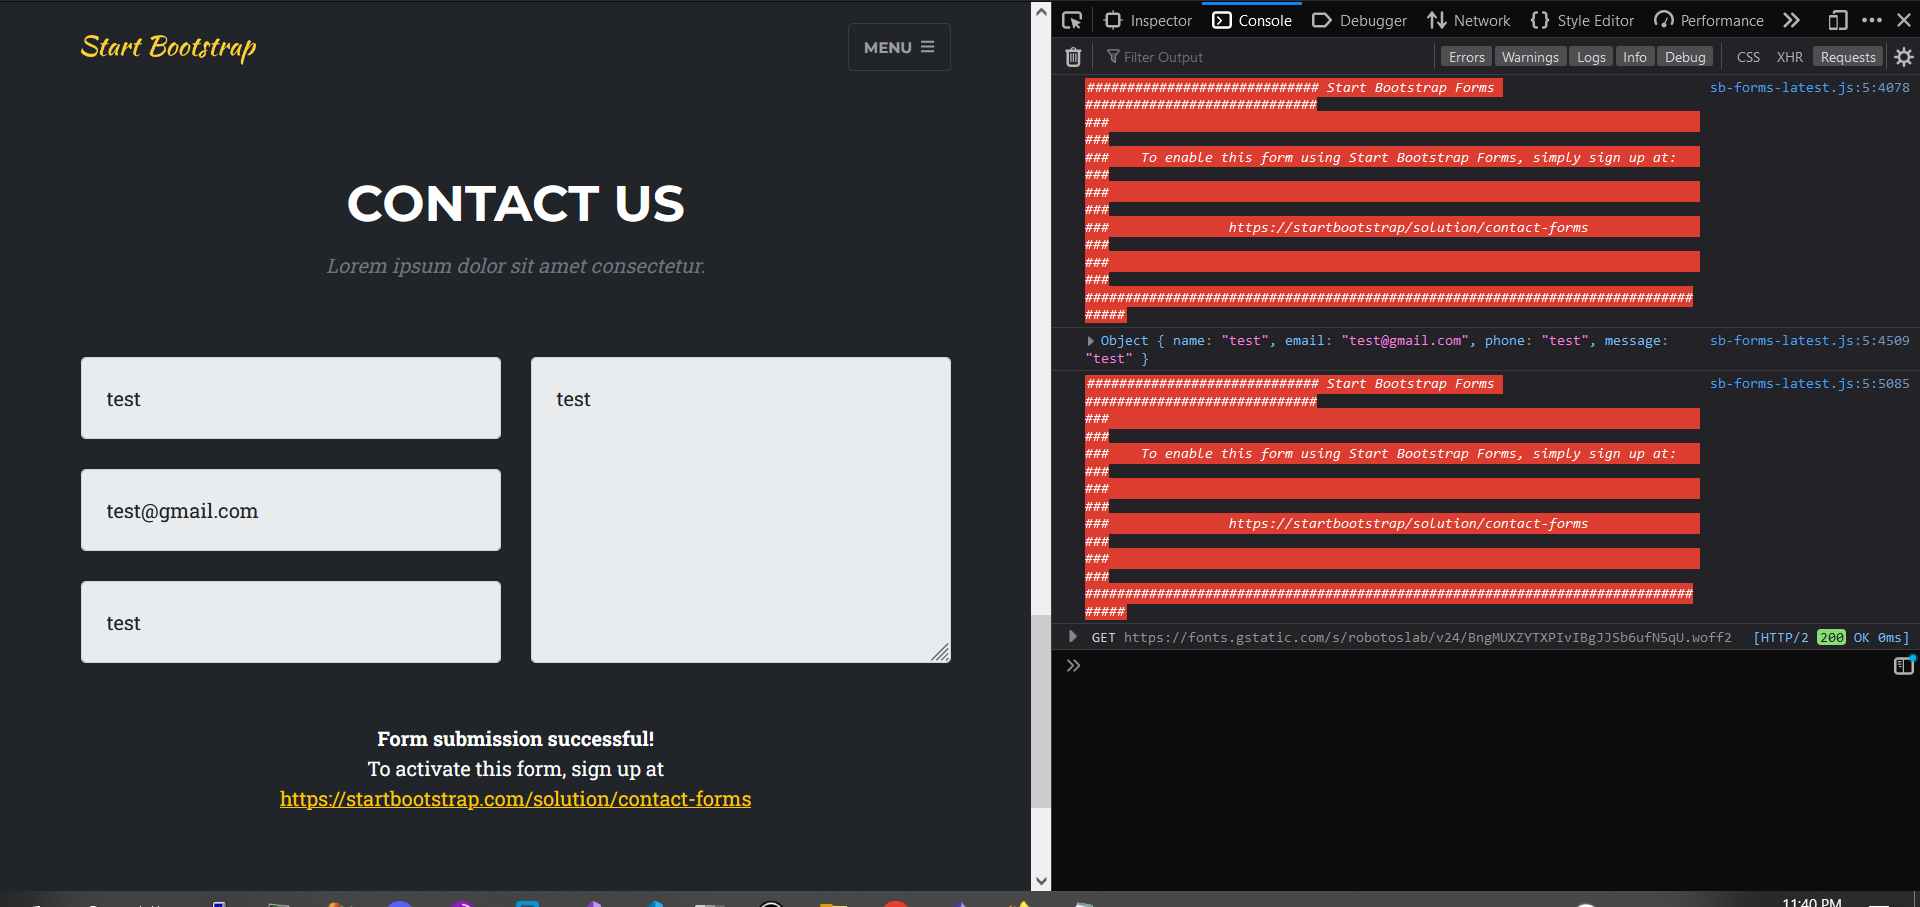 Start Bootstrap
MENU
CONTACT US
Lorem ipsum dolor sit amet consectetur.
test
test@gmail.com
test
test
Form submission successful!
To activate this form, sign up at
https://startbootstrap.com/solution/contact-forms
Inspector Console Debugger Network Style Editor Performance
Filter Output Errors Warnings Logs Info Debug CSS XHR Requests
############################# Start Bootstrap Forms sb-forms-latest.js:5:4078
#############################
###
###
### To enable this form using Start Bootstrap Forms, simply sign up at:
###
###
###
### https://startbootstrap/solution/contact-forms
###
###
###
############################################################################
#####
Object { name: "test", email: "test@gmail.com", phone: "test", message: sb-forms-latest.js:5:4509
"test" }
############################# Start Bootstrap Forms sb-forms-latest.js:5:5085
#############################
###
###
### To enable this form using Start Bootstrap Forms, simply sign up at:
###
###
###
### https://startbootstrap/solution/contact-forms
###
###
###
############################################################################
#####
GET https://fonts.gstatic.com/s/robotoslab/v24/BngMUXZYTXPIvIBgJJSb6ufN5qU.woff2 [HTTP/2 200 OK 0ms]
11:40 PM